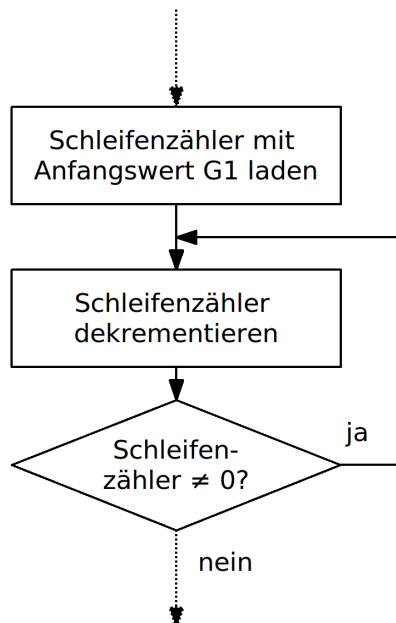 Schleifenzähler mit
Anfangswert G1 laden
Schleifenzähler
dekrementieren
ja
Schleifen-
zähler ≠ 0?
nein